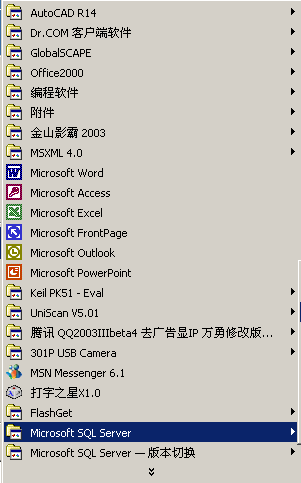 AutoCAD R14
Dr.COM 客户端软件
GlobalSCAPE
Office2000
编程软件
附件
金山影霸 2003
MSXML 4.0
Microsoft Word
Microsoft Access
Microsoft Excel
Microsoft FrontPage
Microsoft Outlook
Microsoft PowerPoint
Keil PK51 - Eval
UniScan V5.01
腾讯 QQ2003IIIbeta4 去广告显IP 万勇修改版...
301P USB Camera
MSN Messenger 6.1
打字之星X1.0
FlashGet
Microsoft SQL Server
Microsoft SQL Server — 版本切换